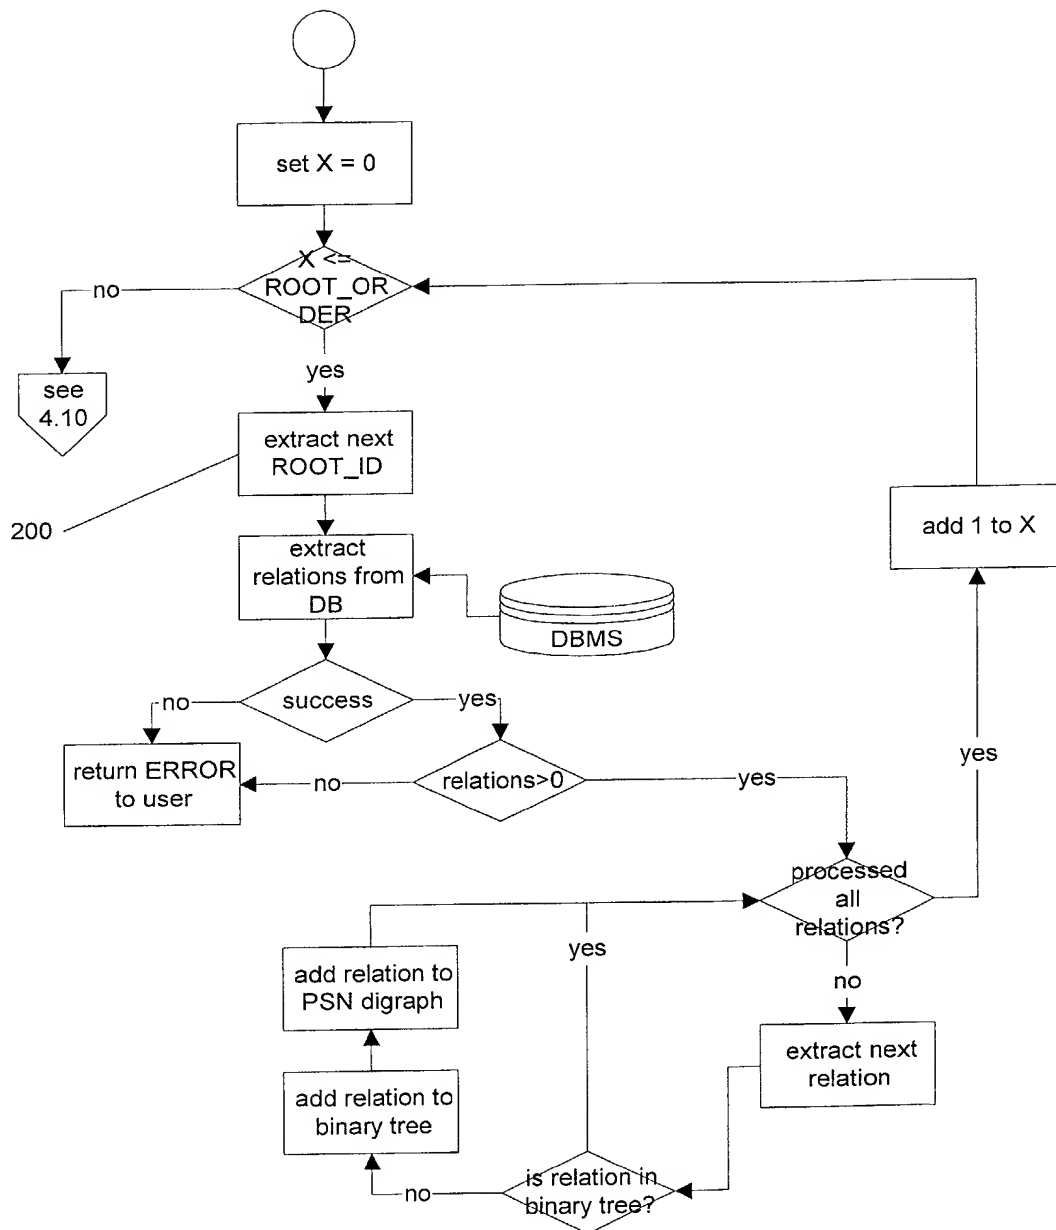 set X = 0
X <=
ROOT_OR
DER
no
yes
see
4.10
extract next
ROOT_ID
200
add 1 to X
extract
relations from
DB
DBMS
success
no
yes
return ERROR
to user
no
relations>0
yes
yes
processed
all
relations?
add relation to
PSN digraph
yes
no
extract next
relation
add relation to
binary tree
no
is relation in
binary tree?